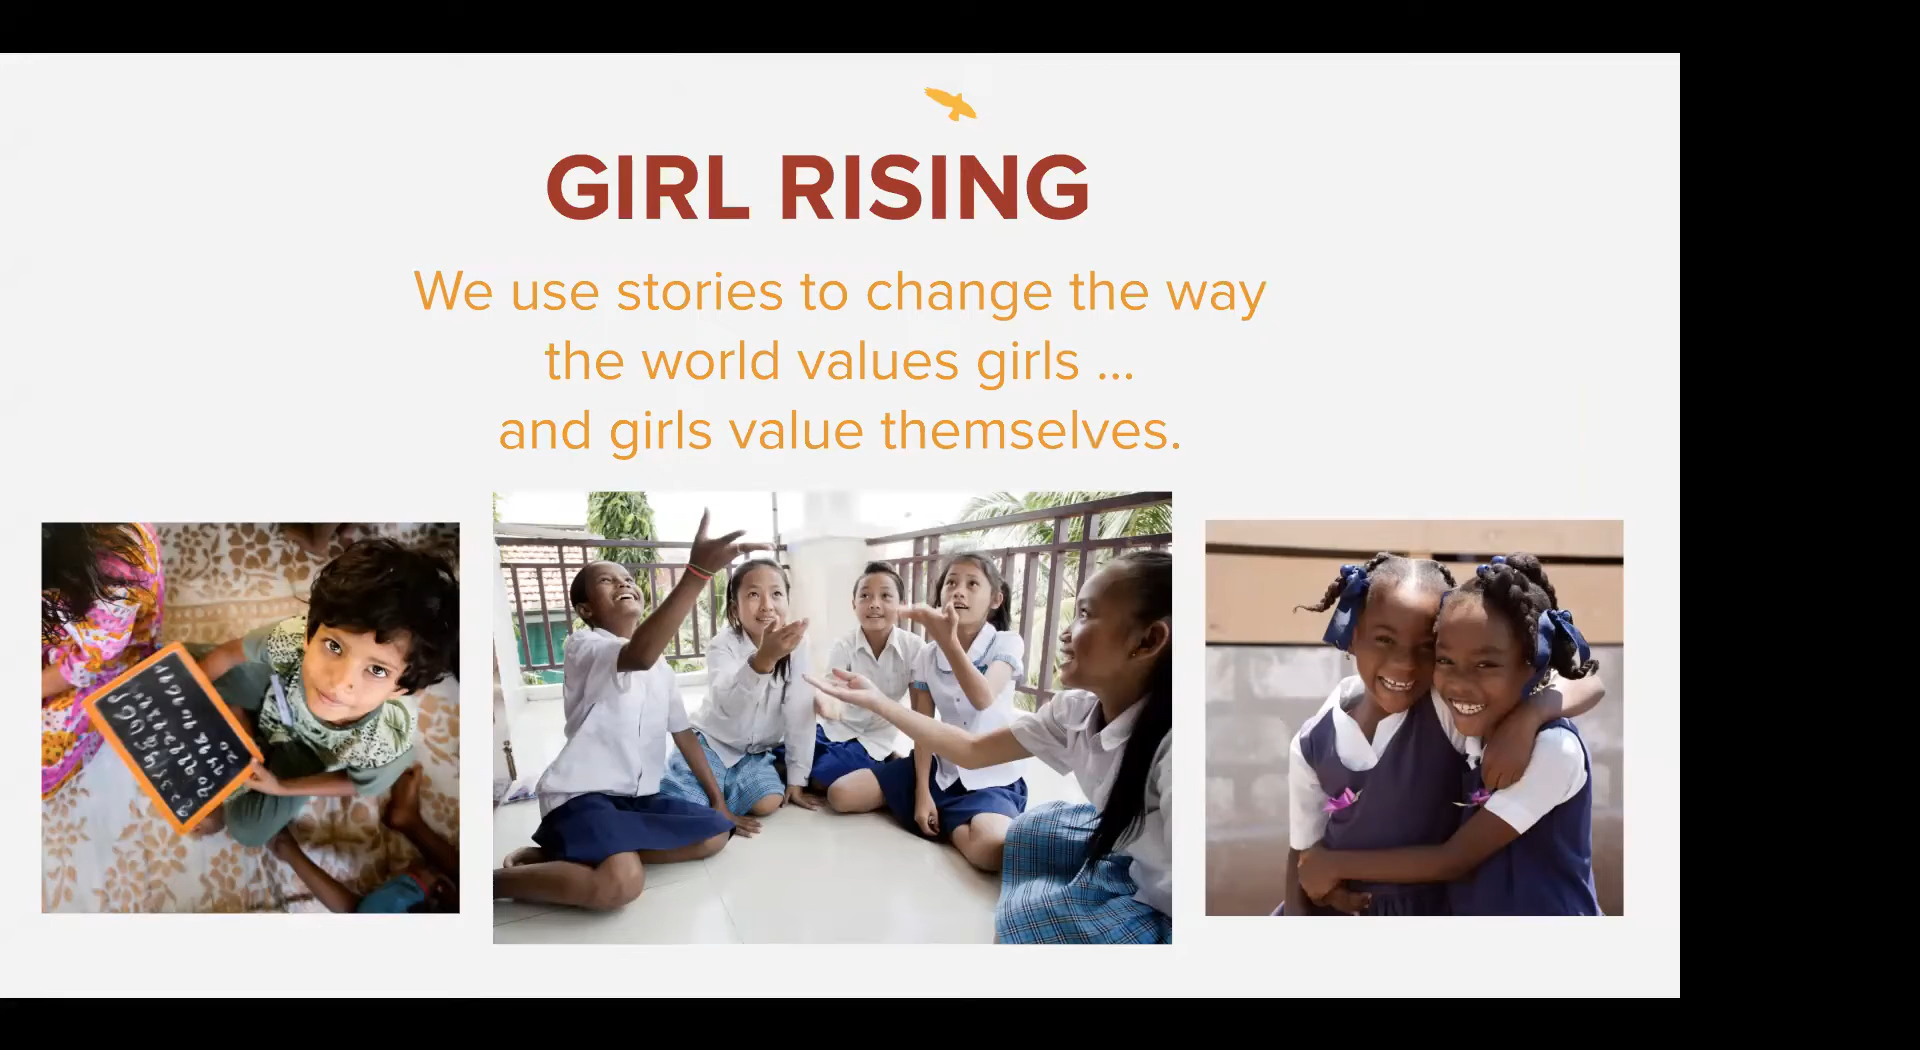 GIRL RISING
We use stories to change the way
the world values girls ...
and girls value themselves.